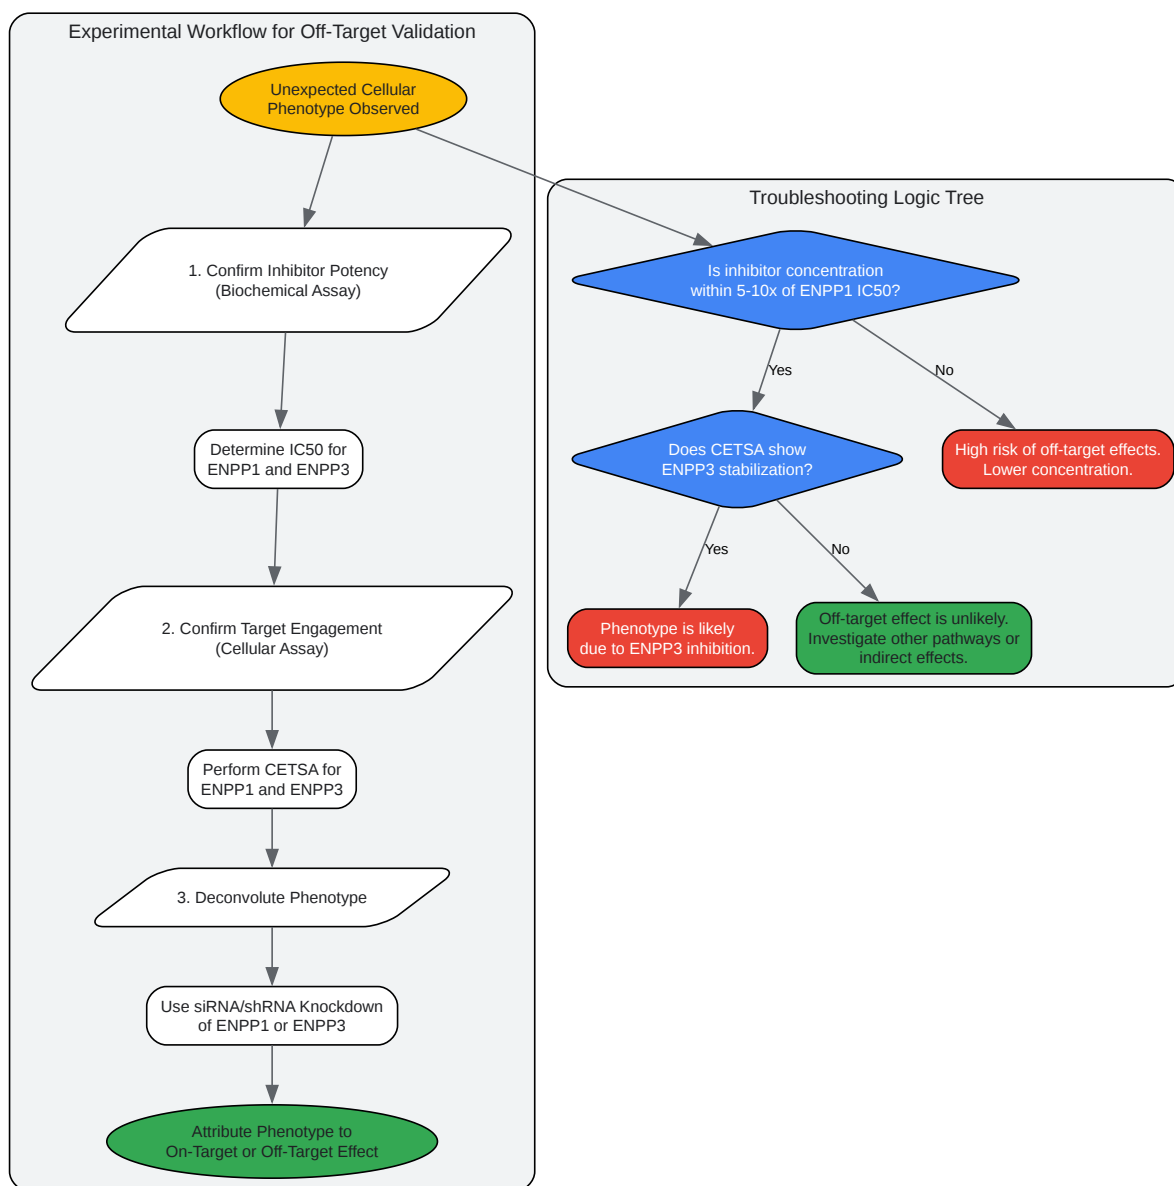 Experimental Workflow for Off-Target Validation
Unexpected Cellular
Phenotype Observed
1. Confirm Inhibitor Potency
(Biochemical Assay)
Determine IC50 for
ENPP1 and ENPP3
2. Confirm Target Engagement
(Cellular Assay)
Perform CETSA for
ENPP1 and ENPP3
3. Deconvolute Phenotype
Use siRNA/shRNA Knockdown
of ENPP1 or ENPP3
Attribute Phenotype to
On-Target or Off-Target Effect
Troubleshooting Logic Tree
Is inhibitor concentration
within 5-10x of ENPP1 IC50?
Yes
No
Does CETSA show
ENPP3 stabilization?
High risk of off-target effects.
Lower concentration.
Yes
No
Phenotype is likely
due to ENPP3 inhibition.
Off-target effect is unlikely.
Investigate other pathways or
indirect effects.